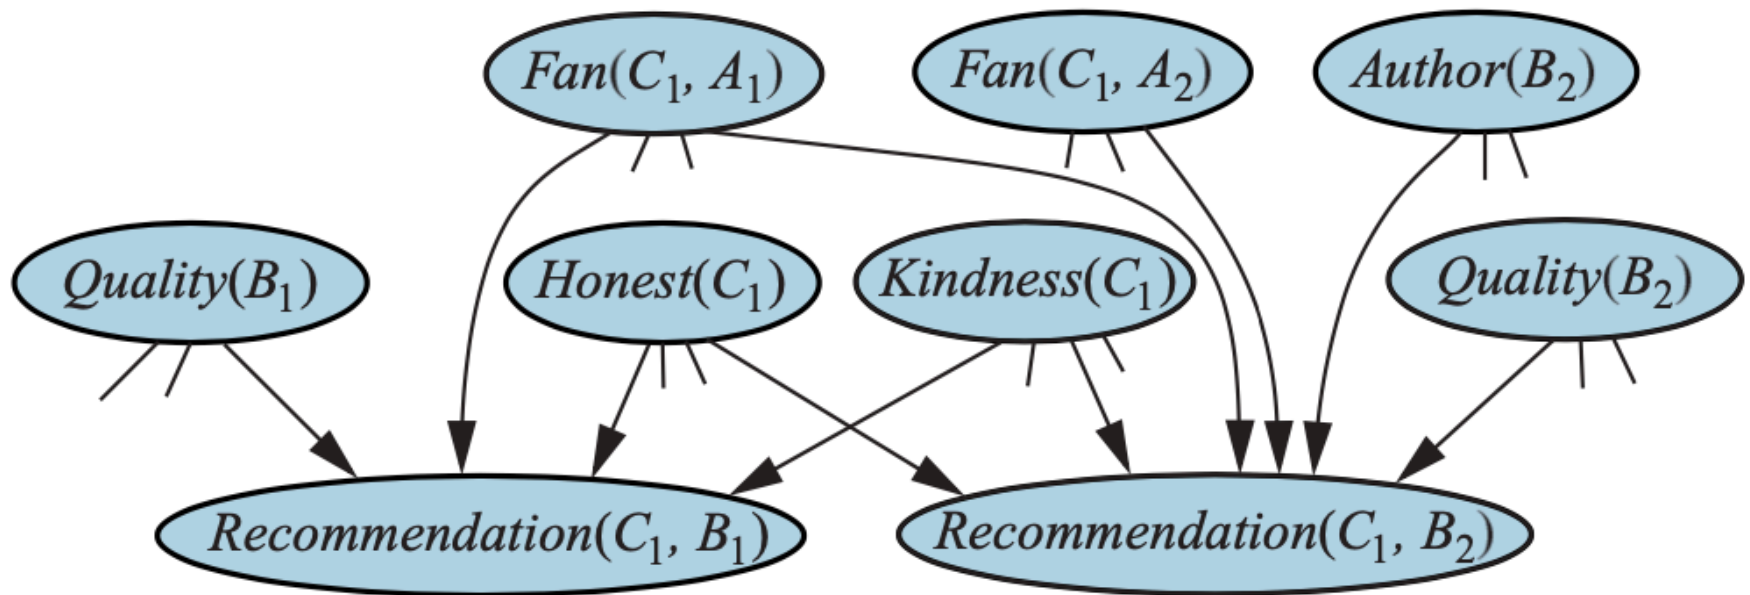 Fan(C₁, A₁)
Fan(C₁, A₂)
Author(B₂)
Quality(B₁)
Honest(C₁)
Kindness(C₁)
Quality(B₂)
Recommendation(C₁, B₁)
Recommendation(C₁, B₂)